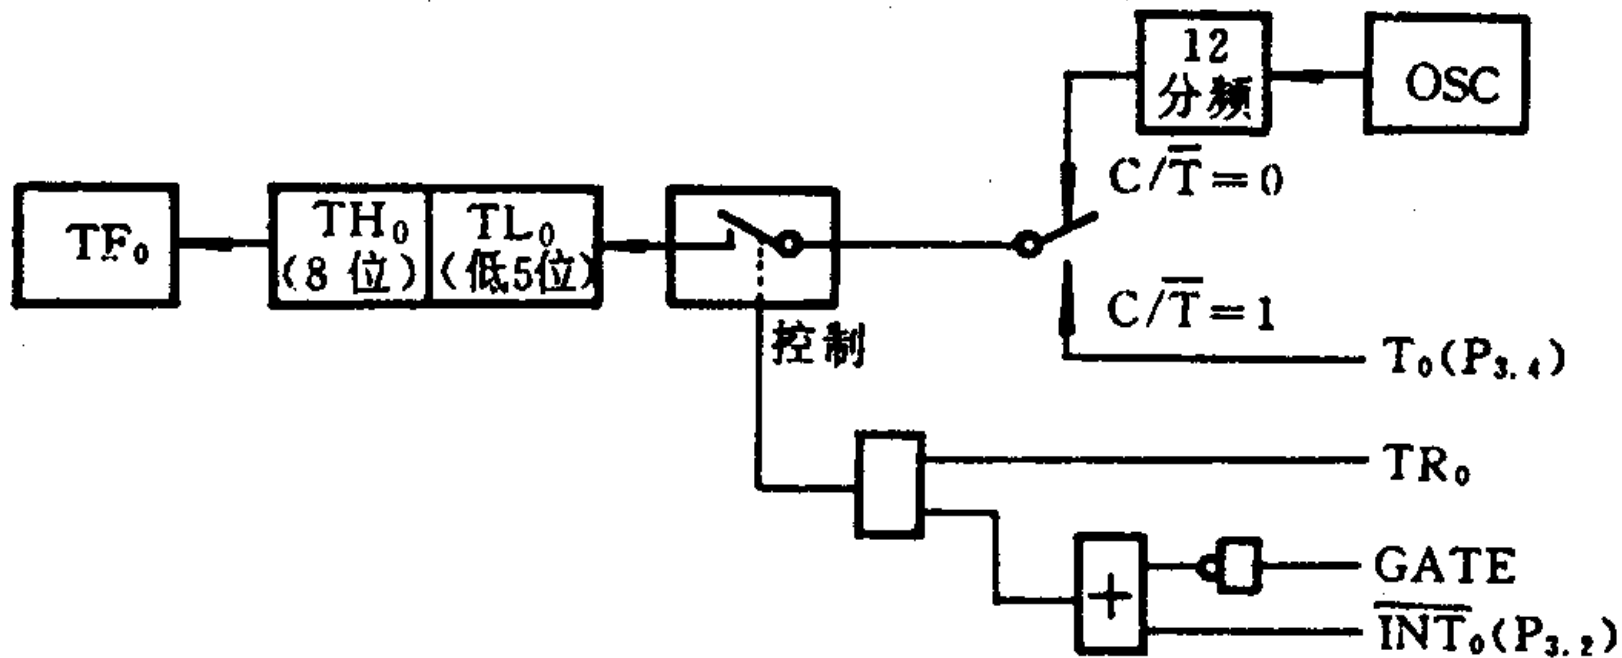 12
分频
OSC
C/T̅=0
TF₀
TH₀
(8 位)
TL₀
(低5位)
C/T̅=1
控制
T₀(P₃.₄)
TR₀
GATE
+
I̅N̅T̅₀(P₃.₂)